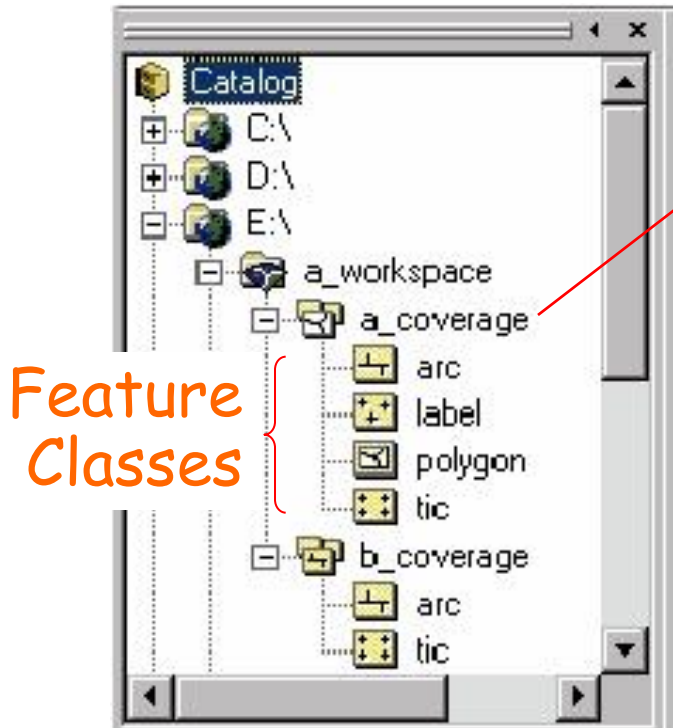 Catalog
C:\
D:\
E:\
a_workspace
a_coverage
arc
label
polygon
tic
b_coverage
arc
tic
Feature
Classes